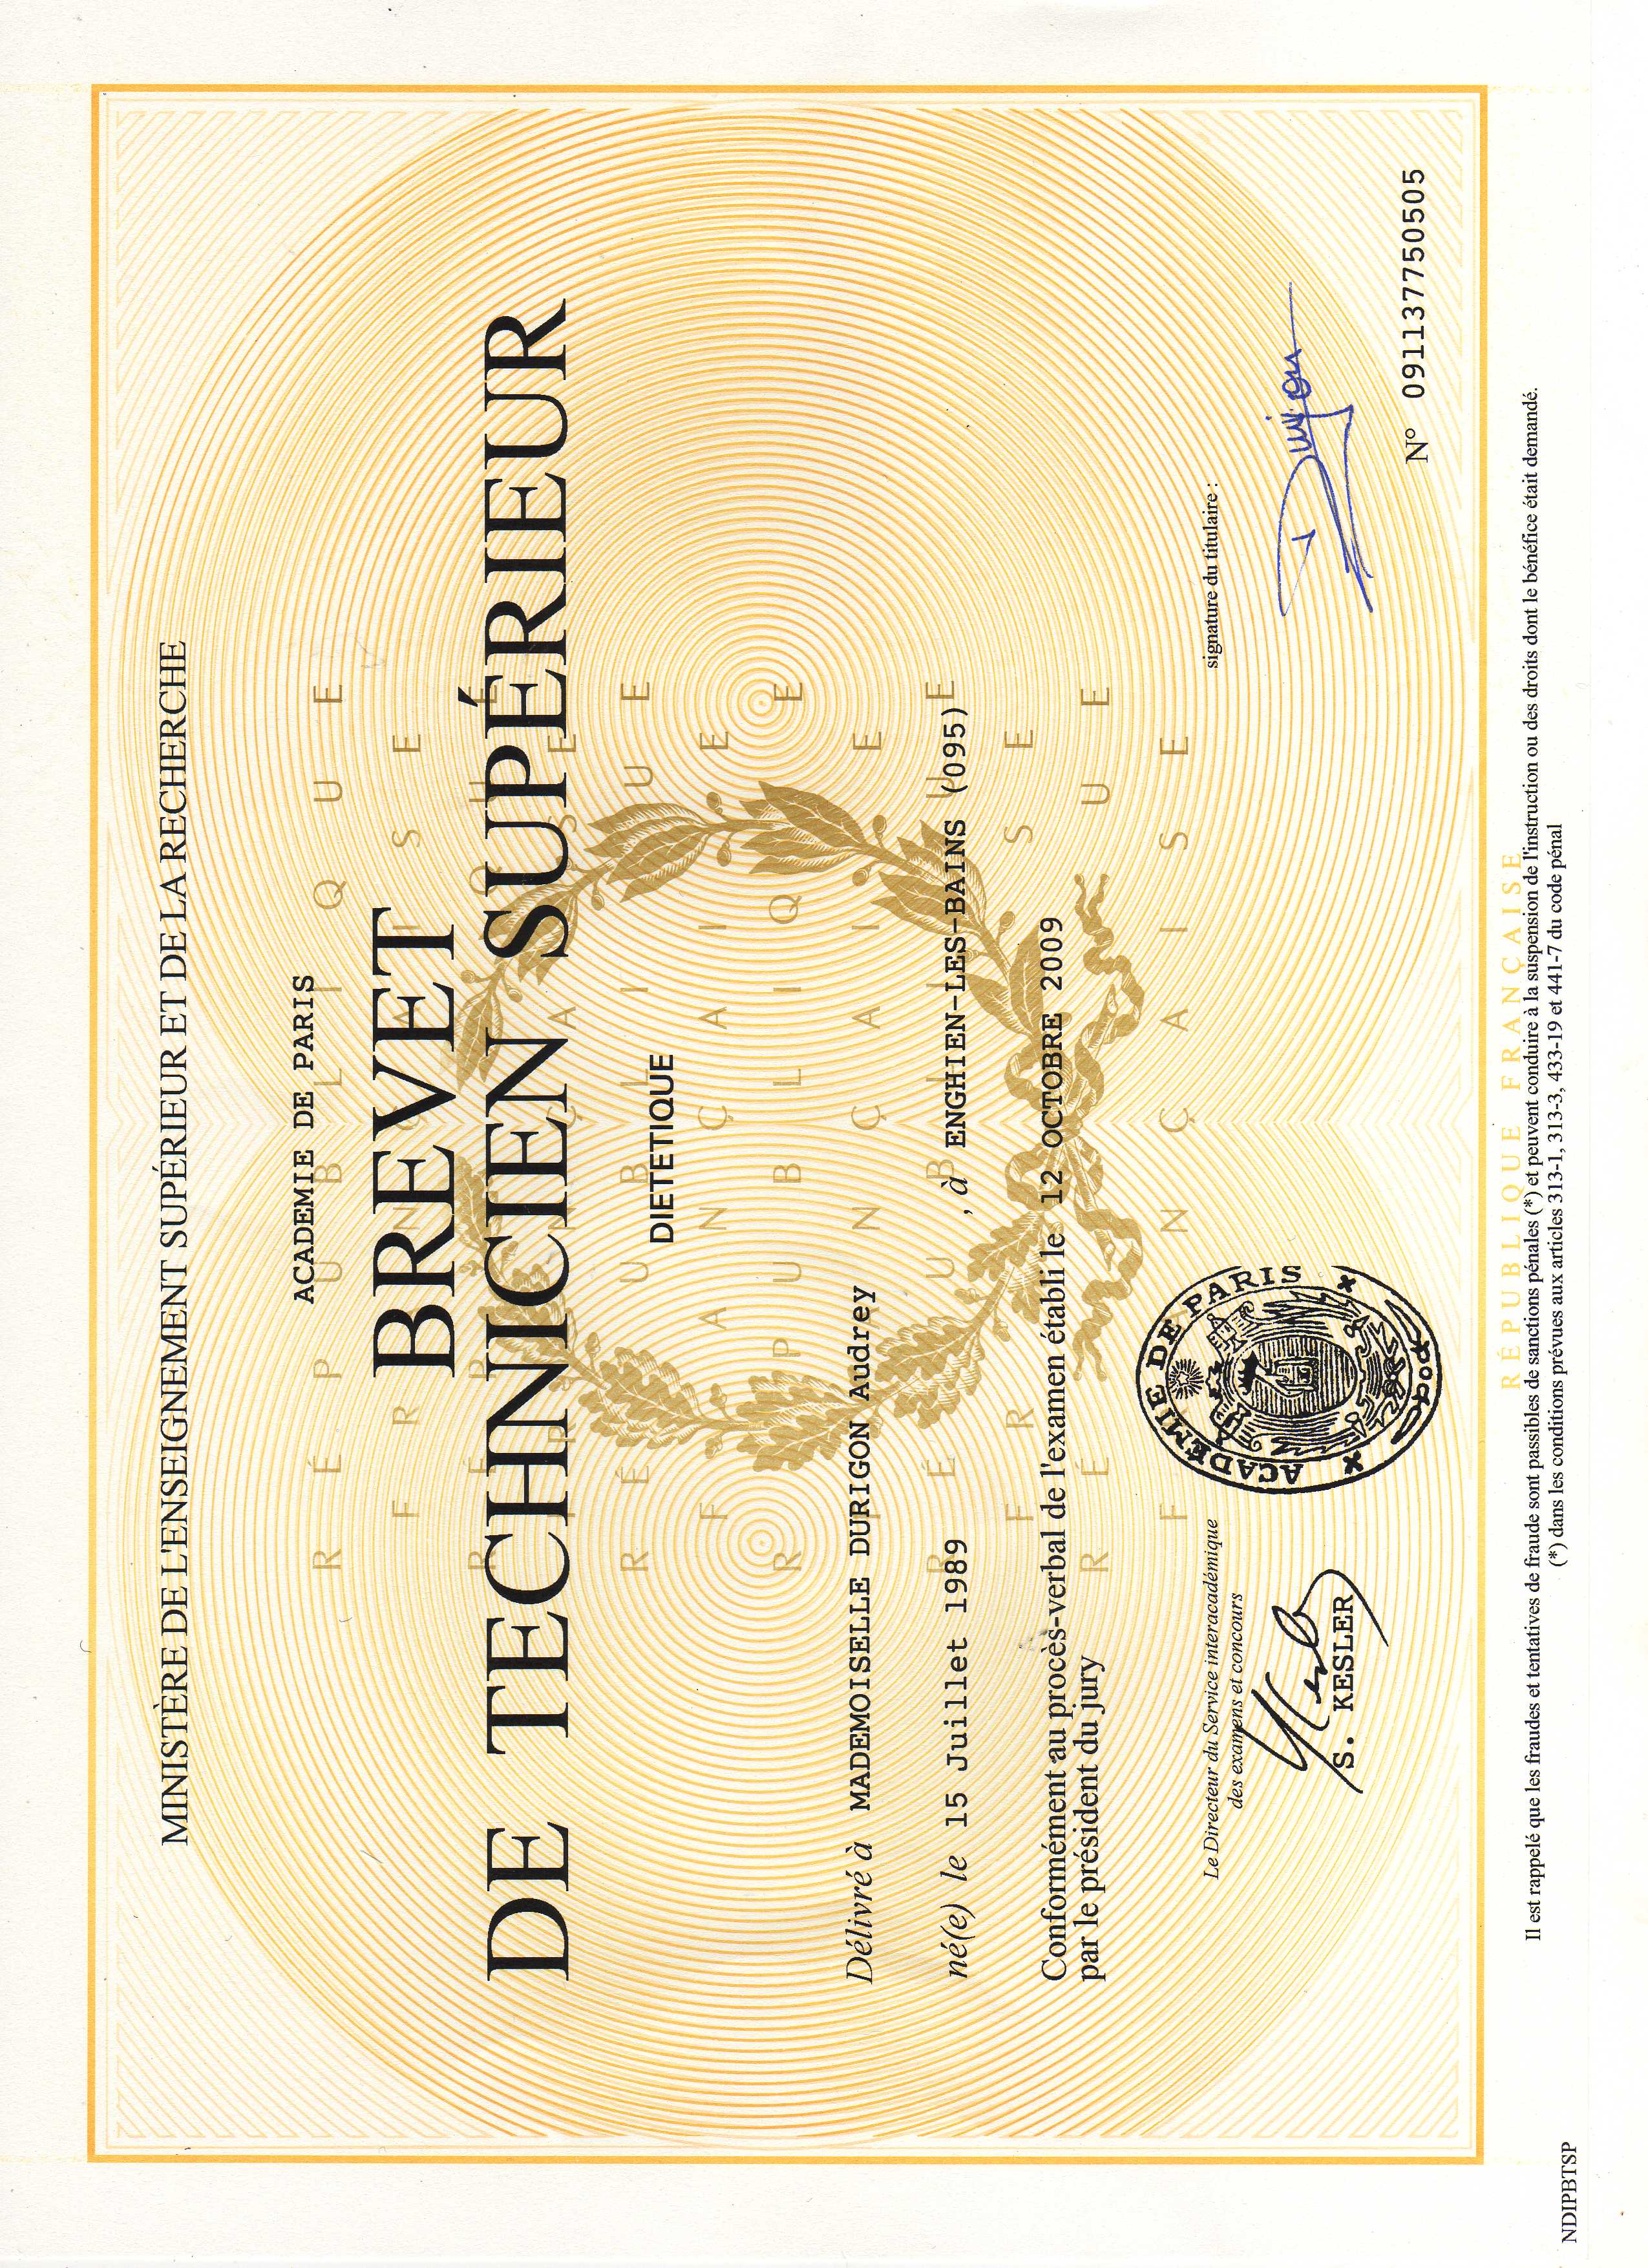 MINISTÈRE DE L'ENSEIGNEMENT SUPÉRIEUR ET DE LA RECHERCHE
ACADEMIE DE PARIS
BREVET
DE TECHNICIEN SUPÉRIEUR
DIETETIQUE
Délivré à MADEMOISELLE DURIGON Audrey
né(e) le 15 Juillet 1989 , à ENGHIEN-LES-BAINS (095)
Conformément au procès-verbal de l'examen établi le 12 OCTOBRE 2009
par le président du jury
Le Directeur du Service interacadémique
des examens et concours
S. KESLER
ACADEMIE DE PARIS
signature du titulaire :
Durigon
N° 091137750505
RÉPUBLIQUE FRANÇAISE
Il est rappelé que les fraudes et tentatives de fraude sont passibles de sanctions pénales (*) et peuvent conduire à la suspension de l'instruction ou des droits dont le bénéfice était demandé.
(*) dans les conditions prévues aux articles 313-1, 313-3, 433-19 et 441-7 du code pénal
NDIPBTSP